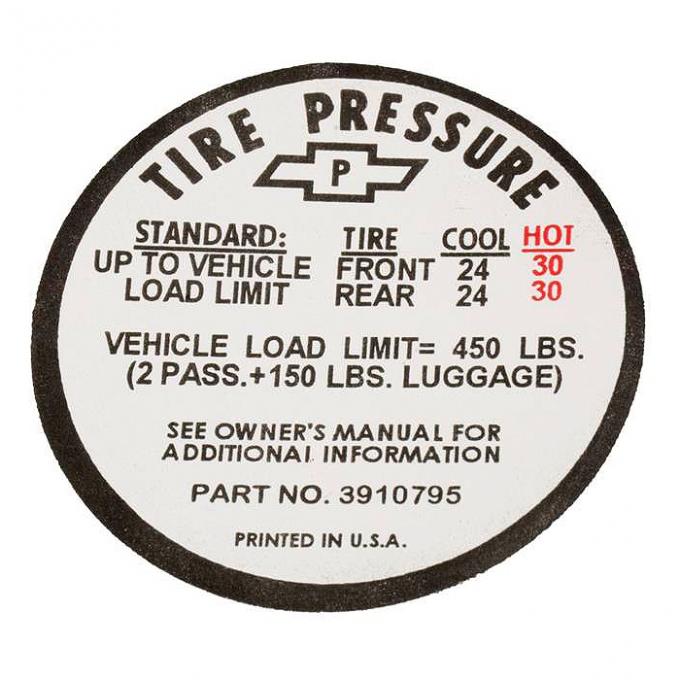 TIRE PRESSURE
P
STANDARD: TIRE COOL HOT
UP TO VEHICLE FRONT 24 30
LOAD LIMIT REAR 24 30
VEHICLE LOAD LIMIT= 450 LBS.
(2 PASS.+150 LBS. LUGGAGE)
SEE OWNER'S MANUAL FOR
ADDITIONAL INFORMATION
PART NO. 3910795
PRINTED IN U.S.A.